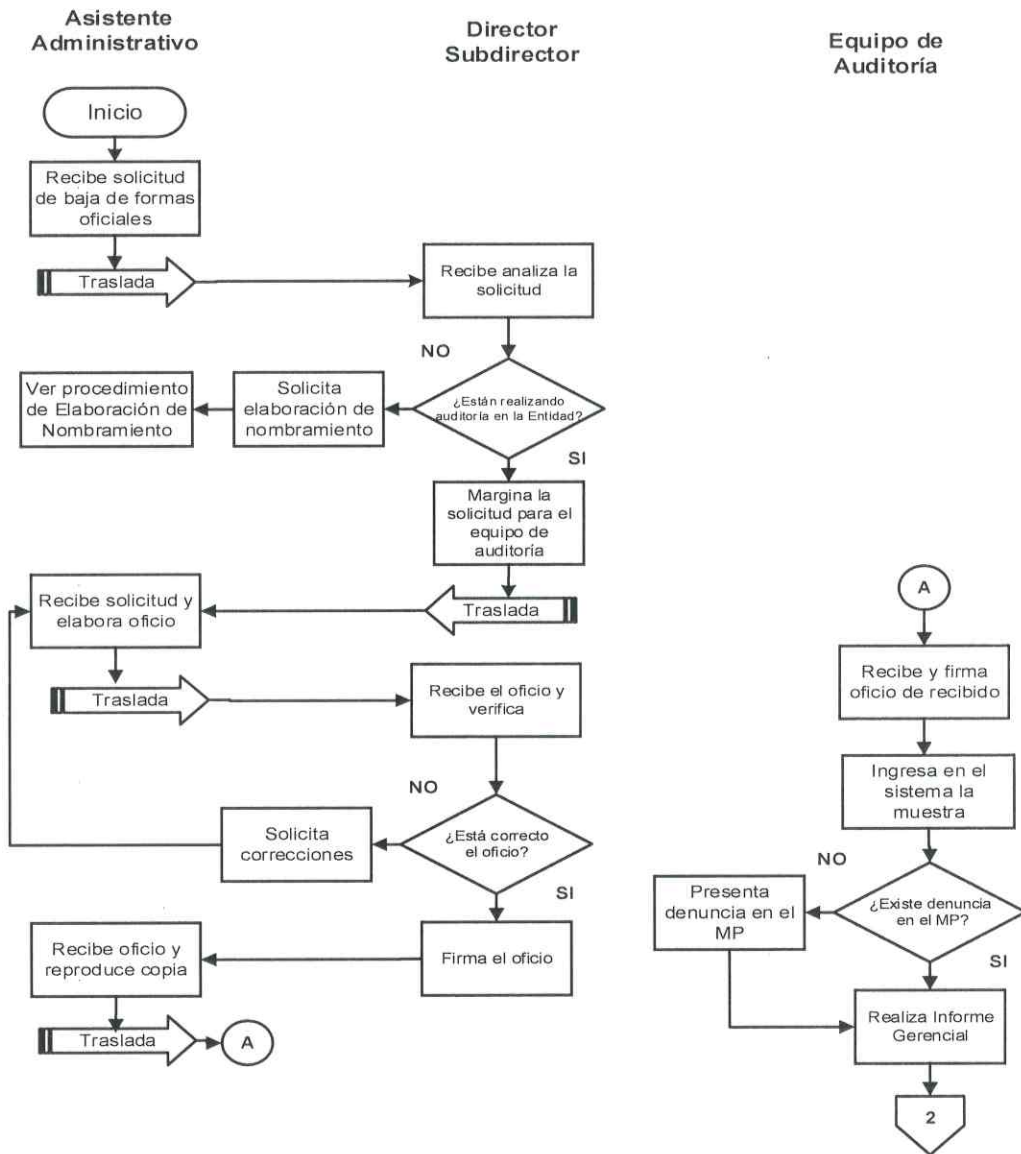 Asistente
Administrativo
Director
Subdirector
Equipo de
Auditoría
Inicio
Recibe solicitud
de baja de formas
oficiales
Traslada
Recibe analiza la
solicitud
NO
¿Están realizando
auditoría en la Entidad?
Solicita
elaboración de
nombramiento
Ver procedimiento
de Elaboración de
Nombramiento
SI
Margina la
solicitud para el
equipo de
auditoría
Traslada
Recibe solicitud y
elabora oficio
Traslada
Recibe el oficio y
verifica
NO
¿Está correcto
el oficio?
Solicita
correcciones
SI
Firma el oficio
Recibe oficio y
reproduce copia
Traslada
A
A
Recibe y firma
oficio de recibido
Ingresa en el
sistema la
muestra
NO
¿Existe denuncia
en el MP?
Presenta
denuncia en el
MP
SI
Realiza Informe
Gerencial
2